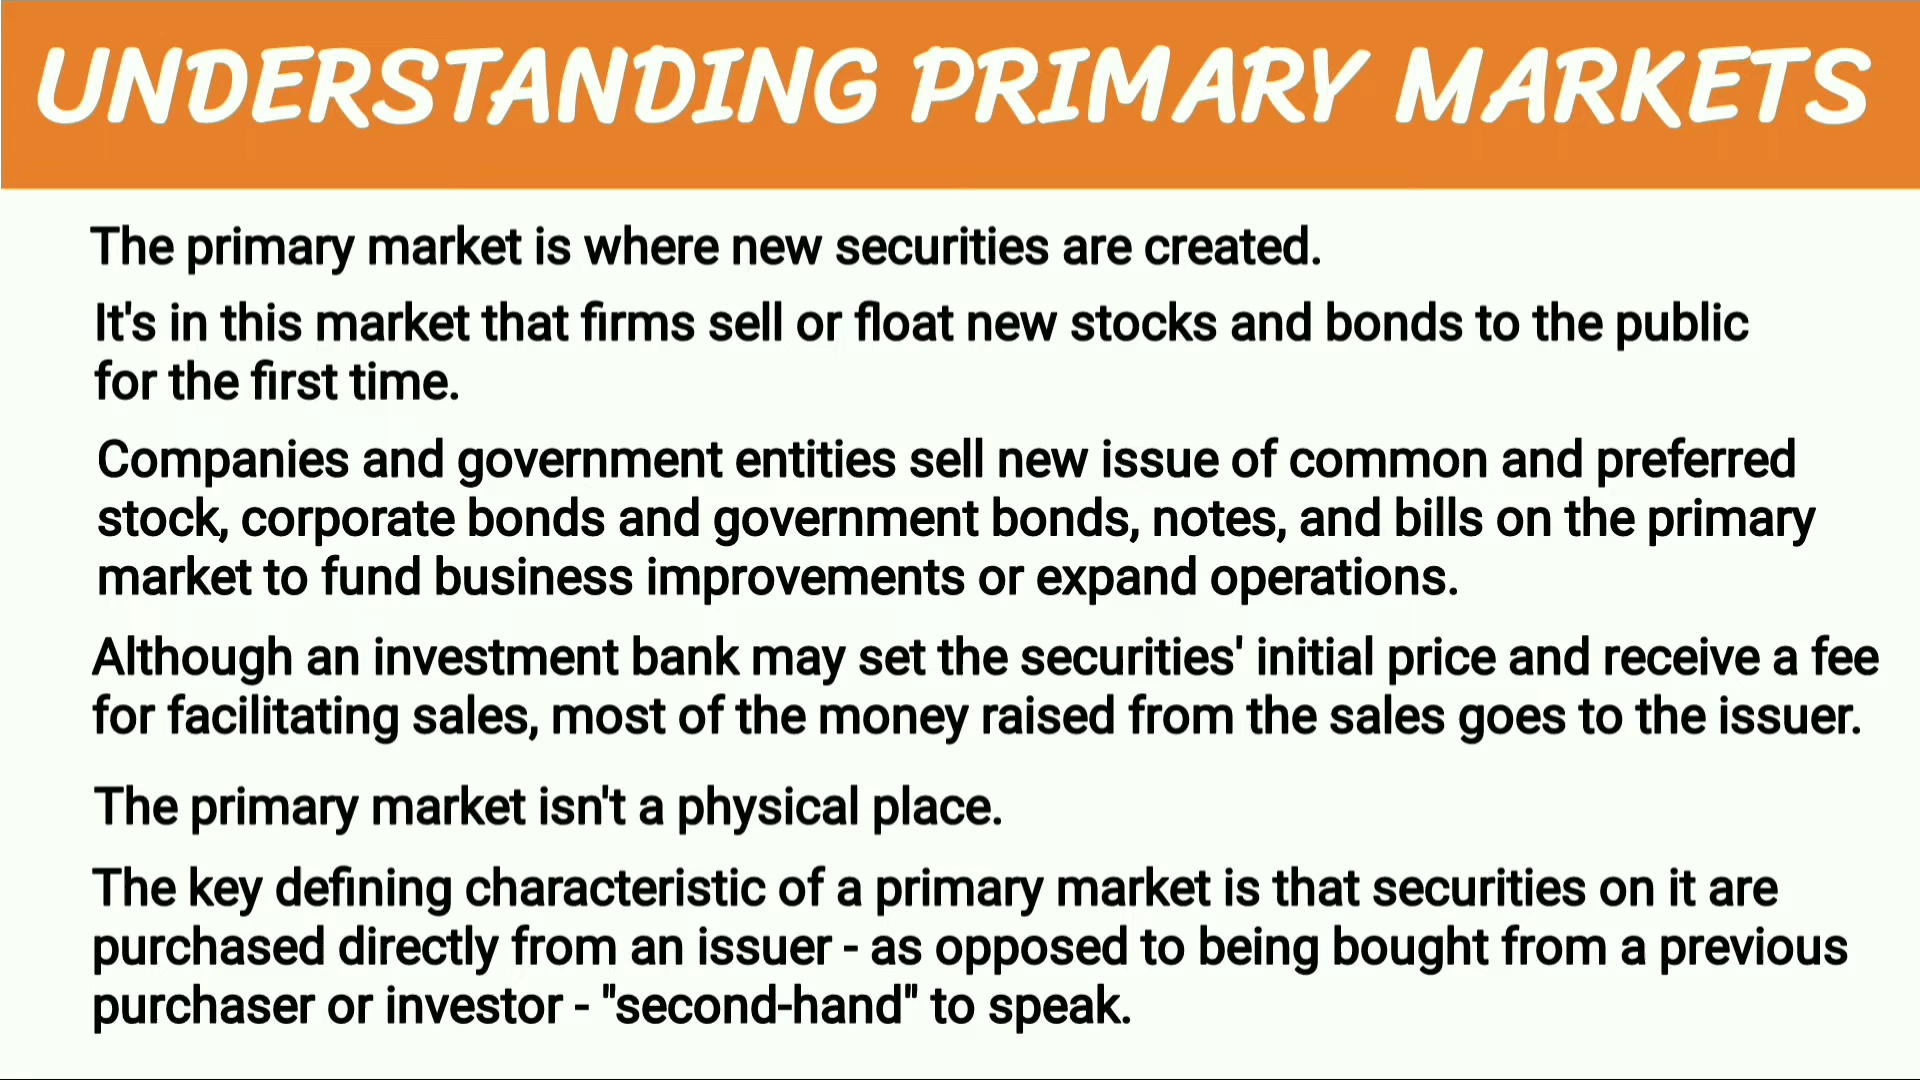 UNDERSTANDING PRIMARY MARKETS
The primary market is where new securities are created.
It's in this market that firms sell or float new stocks and bonds to the public
for the first time.
Companies and government entities sell new issue of common and preferred
stock, corporate bonds and government bonds, notes, and bills on the primary
market to fund business improvements or expand operations.
Although an investment bank may set the securities' initial price and receive a fee
for facilitating sales, most of the money raised from the sales goes to the issuer.
The primary market isn't a physical place.
The key defining characteristic of a primary market is that securities on it are
purchased directly from an issuer - as opposed to being bought from a previous
purchaser or investor - "second-hand" to speak.